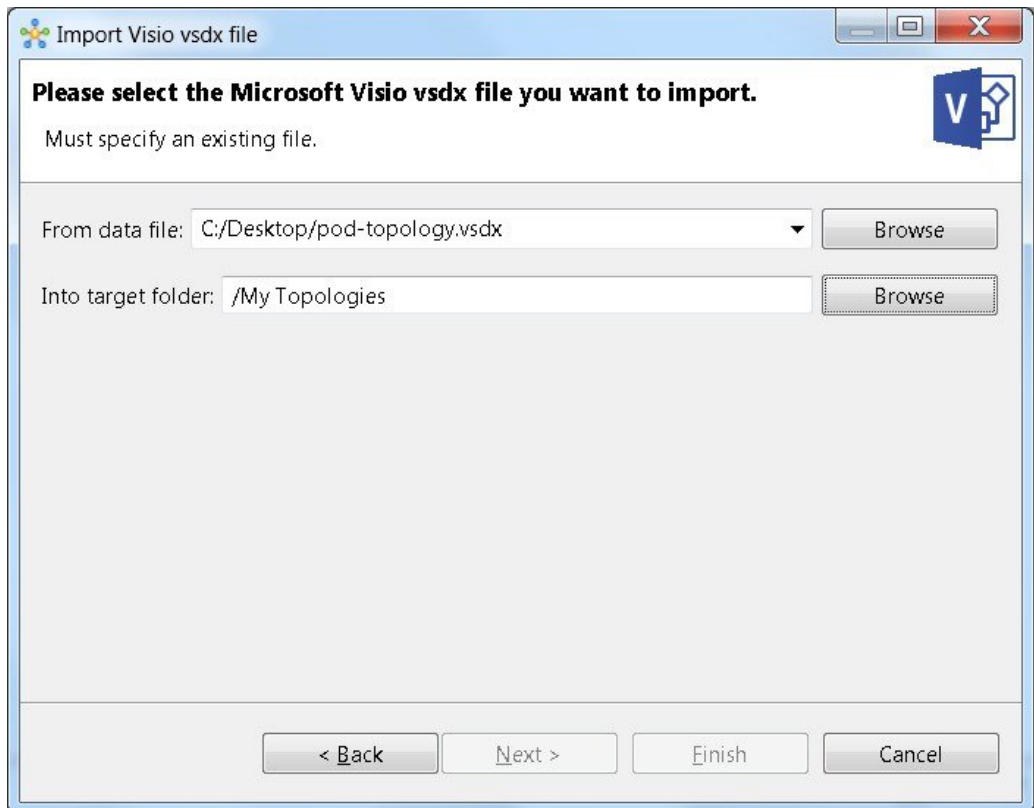 Import Visio vsdx file
Please select the Microsoft Visio vsdx file you want to import.
Must specify an existing file.
V
From data file: C:/Desktop/pod-topology.vsdx Browse
Into target folder: /My Topologies Browse
< Back Next > Finish Cancel